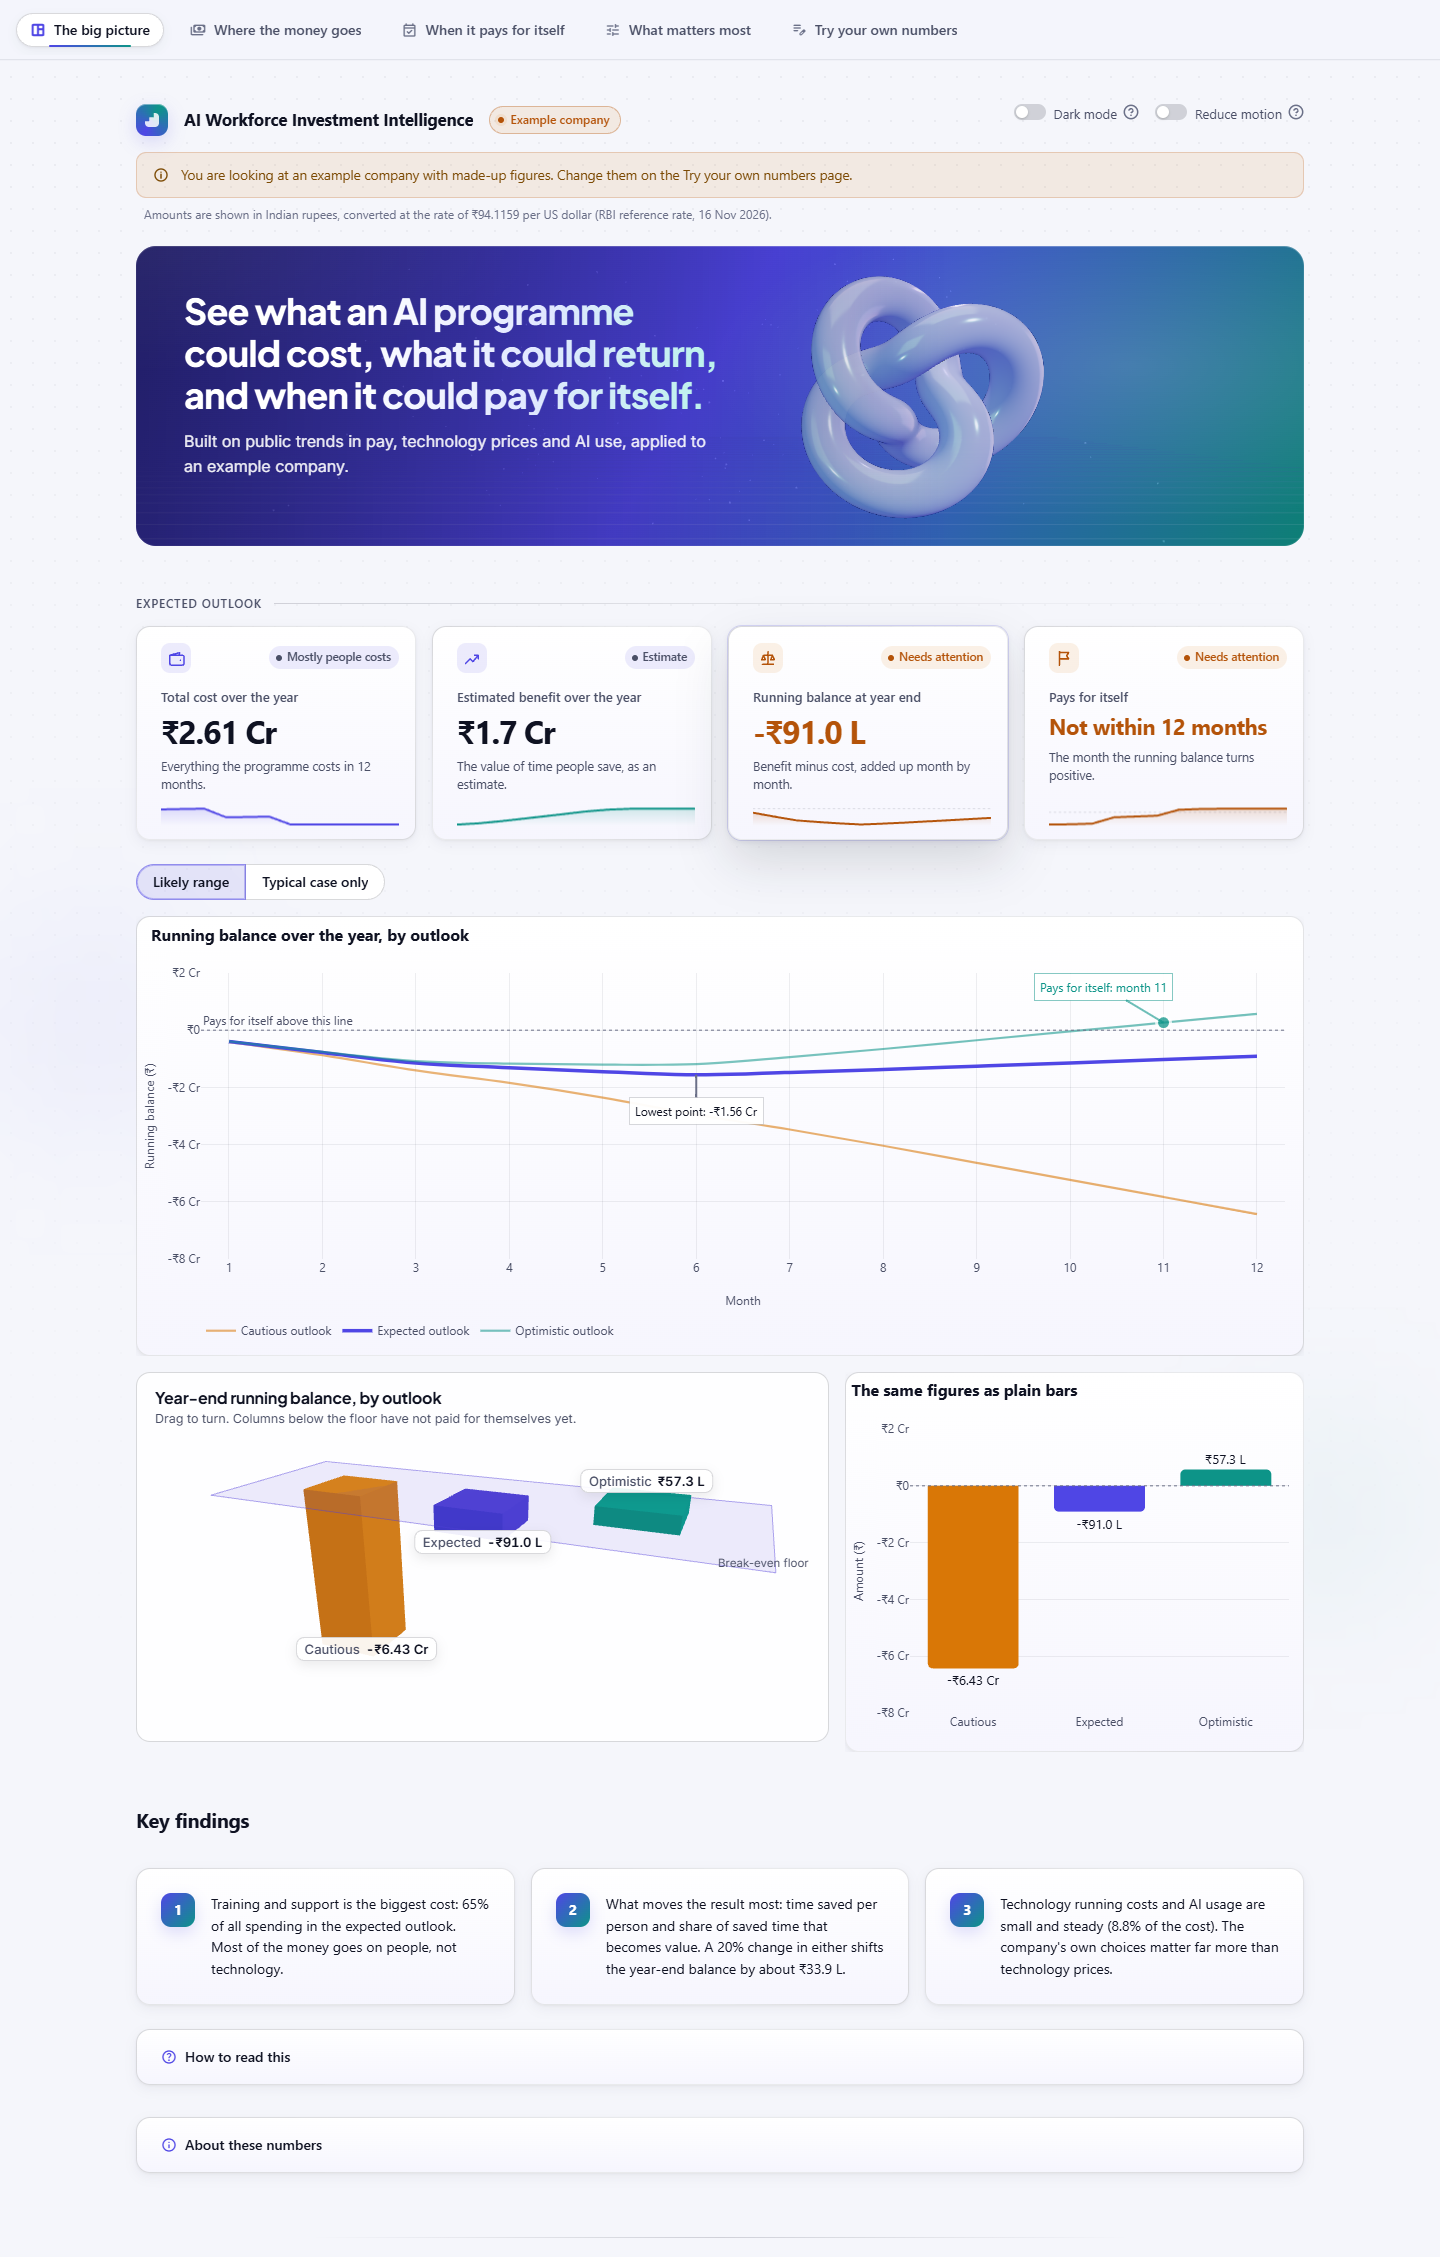 The big picture
Where the money goes
When it pays for itself
What matters most
Try your own numbers
AI Workforce Investment Intelligence
Example company
Dark mode
Reduce motion
You are looking at an example company with made-up figures. Change them on the Try your own numbers page.
Amounts are shown in Indian rupees, converted at the rate of ₹94.1159 per US dollar (RBI reference rate, 16 Nov 2026).
See what an AI programme
could cost, what it could return,
and when it could pay for itself.
Built on public trends in pay, technology prices and AI use, applied to
an example company.
EXPECTED OUTLOOK
Mostly people costs
Total cost over the year
₹2.61 Cr
Everything the programme costs in 12
months.
Estimate
Estimated benefit over the year
₹1.7 Cr
The value of time people save, as an
estimate.
Needs attention
Running balance at year end
-₹91.0 L
Benefit minus cost, added up month by
month.
Needs attention
Pays for itself
Not within 12 months
The month the running balance turns
positive.
Likely range
Typical case only
Running balance over the year, by outlook
₹2 Cr
₹0
-₹2 Cr
-₹4 Cr
-₹6 Cr
-₹8 Cr
Running balance (₹)
Pays for itself above this line
Pays for itself: month 11
Lowest point: -₹1.56 Cr
1 2 3 4 5 6 7 8 9 10 11 12
Month
Cautious outlook
Expected outlook
Optimistic outlook
Year-end running balance, by outlook
Drag to turn. Columns below the floor have not paid for themselves yet.
Optimistic ₹57.3 L
Expected -₹91.0 L
Break-even floor
Cautious -₹6.43 Cr
The same figures as plain bars
₹2 Cr
₹0
-₹2 Cr
-₹4 Cr
-₹6 Cr
-₹8 Cr
Amount (₹)
₹57.3 L
-₹91.0 L
-₹6.43 Cr
Cautious
Expected
Optimistic
Key findings
1
Training and support is the biggest cost: 65%
of all spending in the expected outlook.
Most of the money goes on people, not
technology.
2
What moves the result most: time saved per
person and share of saved time that
becomes value. A 20% change in either shifts
the year-end balance by about ₹33.9 L.
3
Technology running costs and AI usage are
small and steady (8.8% of the cost). The
company's own choices matter far more than
technology prices.
How to read this
About these numbers